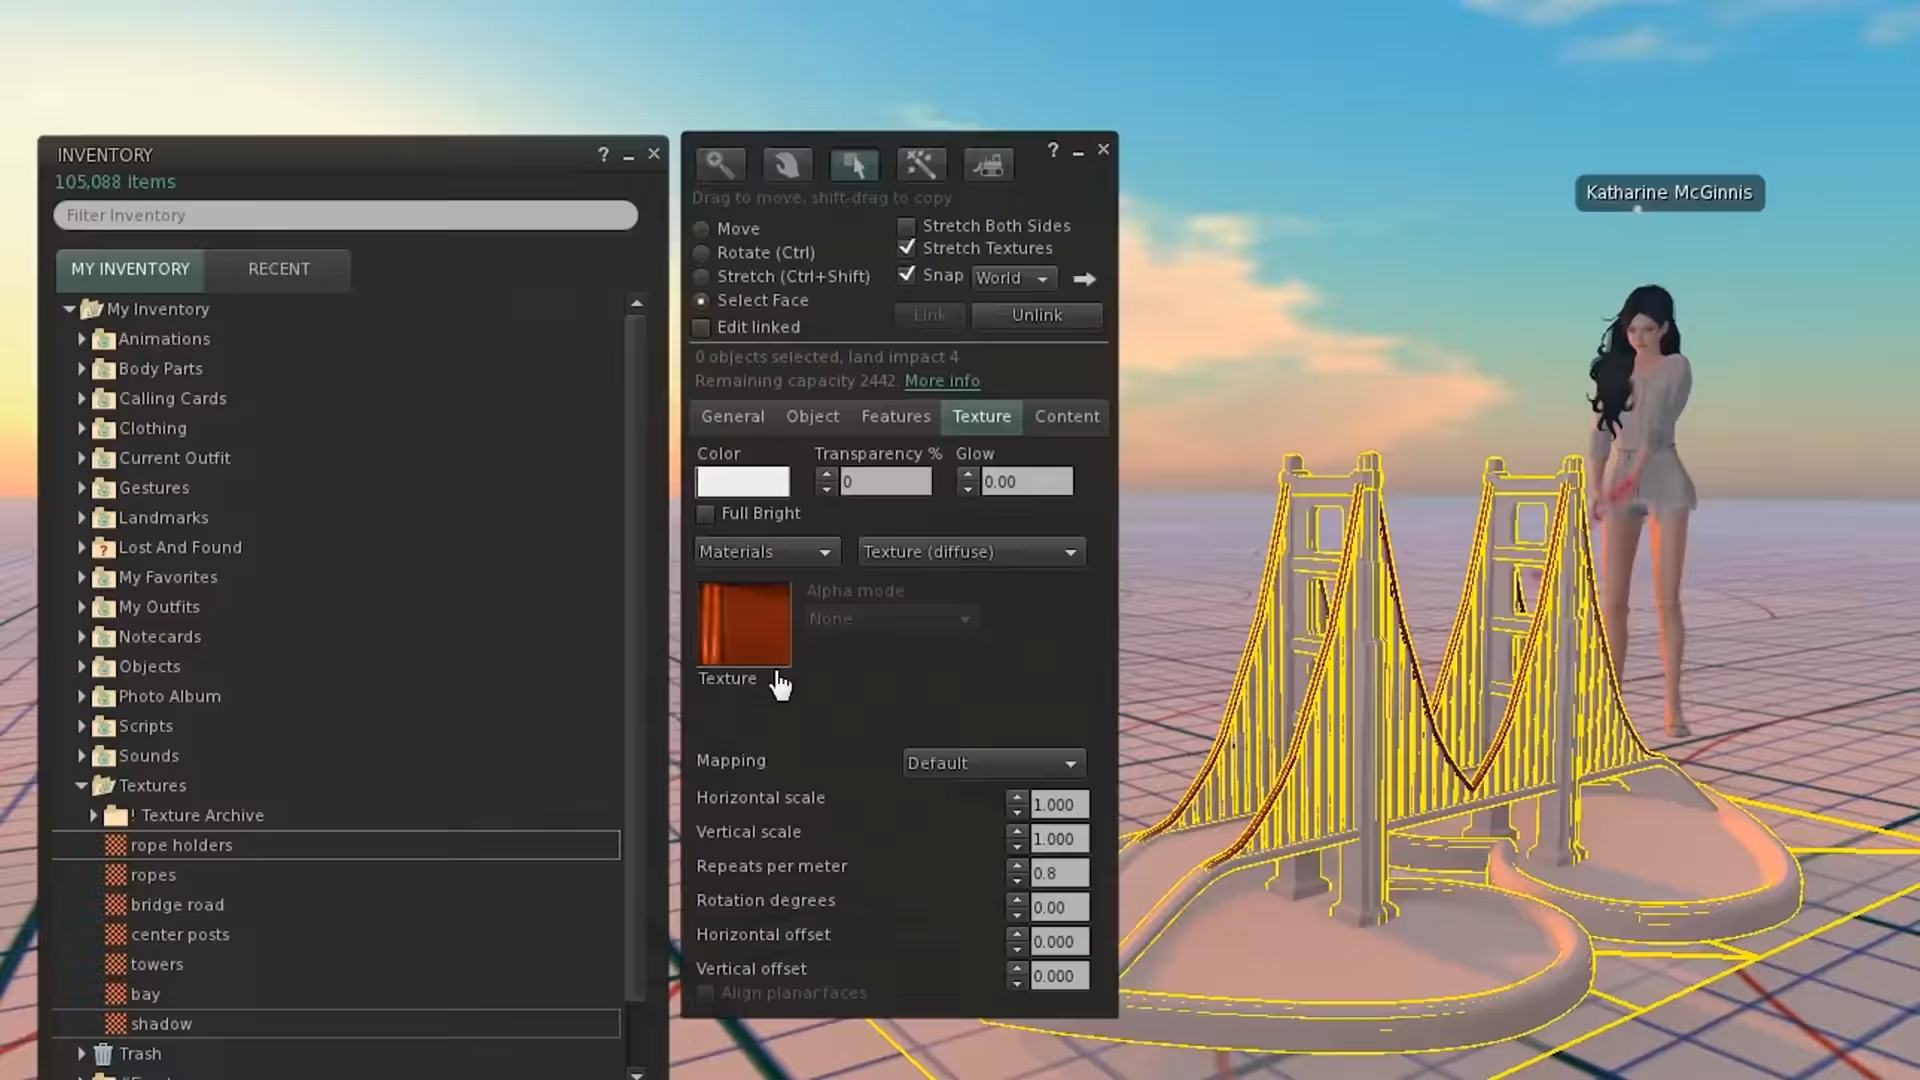 INVENTORY
105,088 Items
Filter Inventory
MY INVENTORY
RECENT
My Inventory
Animations
Body Parts
Calling Cards
Clothing
Current Outfit
Gestures
Landmarks
Lost And Found
My Favorites
My Outfits
Notecards
Objects
Photo Album
Scripts
Sounds
Textures
! Texture Archive
rope holders
ropes
bridge road
center posts
towers
bay
shadow
Trash
Drag to move, shift-drag to copy
Move
Rotate (Ctrl)
Stretch (Ctrl+Shift)
Select Face
Edit linked
Stretch Both Sides
Stretch Textures
Snap World
Link Unlink
0 objects selected, land impact 4
Remaining capacity 2442. More info
General Object Features Texture Content
Color Transparency % Glow
0 0.00
Full Bright
Materials Texture (diffuse)
Alpha mode
None
Texture
Mapping Default
Horizontal scale 1.000
Vertical scale 1.000
Repeats per meter 0.8
Rotation degrees 0.00
Horizontal offset 0.000
Vertical offset 0.000
Align planar faces
Katharine McGinnis